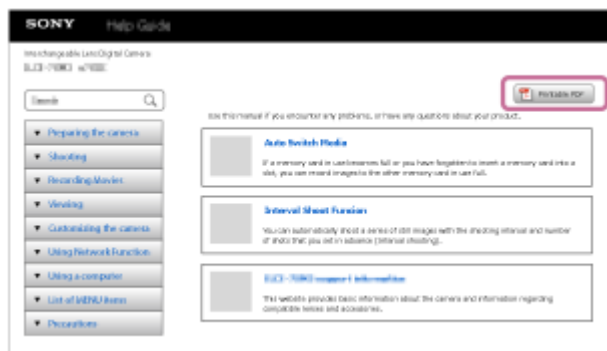 SONY Help Guide
Interchangeable Lens Digital Camera
Search
Printable PDF
Use this manual if you encounter any problems, or have any questions about your product.
Preparing the camera
Shooting
Recording Movies
Viewing
Customizing the camera
Using Network Function
Using a computer
List of MENU items
Precautions
Auto Switch Media
If a memory card in use becomes full or you have forgotten to insert a memory card into a
slot, you can record images to the other memory card in use full.
Interval Shoot Funsion
You can automatically shoot a series of still images with the shooting interval and number
of shots that you set in advance (interval shooting).
support information
This website provides basic information about the camera and information regarding
compatible lenses and accessories.